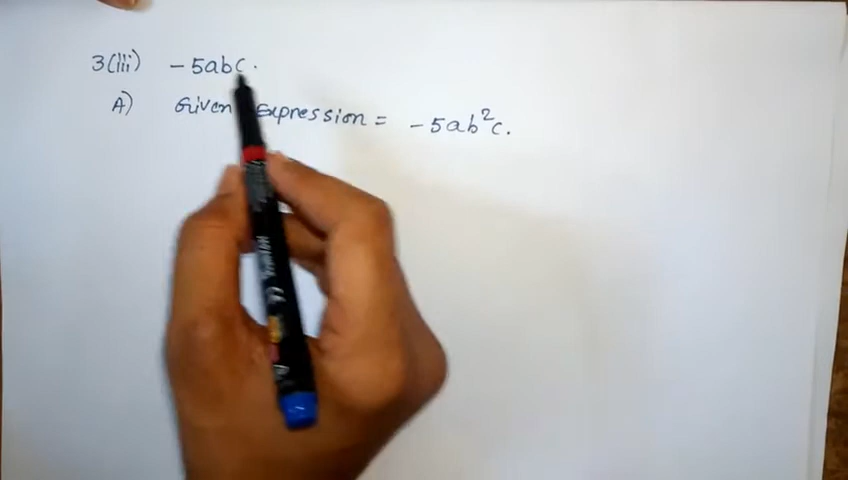 3(iii) - 5abc.
A) Given Expression = - 5ab²c.